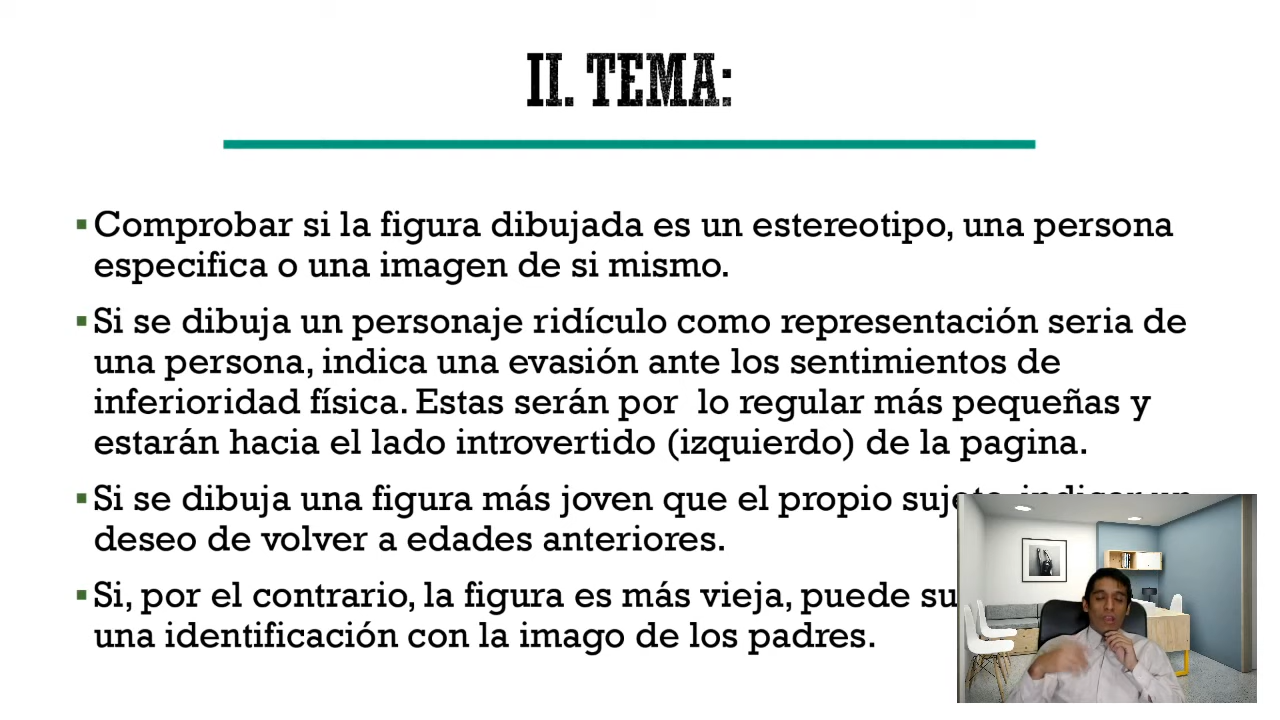 II. TEMA:
▪Comprobar si la figura dibujada es un estereotipo, una persona
especifica o una imagen de si mismo.
▪Si se dibuja un personaje ridículo como representación seria de
una persona, indica una evasión ante los sentimientos de
inferioridad física. Estas serán por lo regular más pequeñas y
estarán hacia el lado introvertido (izquierdo) de la pagina.
▪Si se dibuja una figura más joven que el propio
deseo de volver a edades anteriores.
▪Si, por el contrario, la figura es más vieja, puede
una identificación con la imago de los padres.